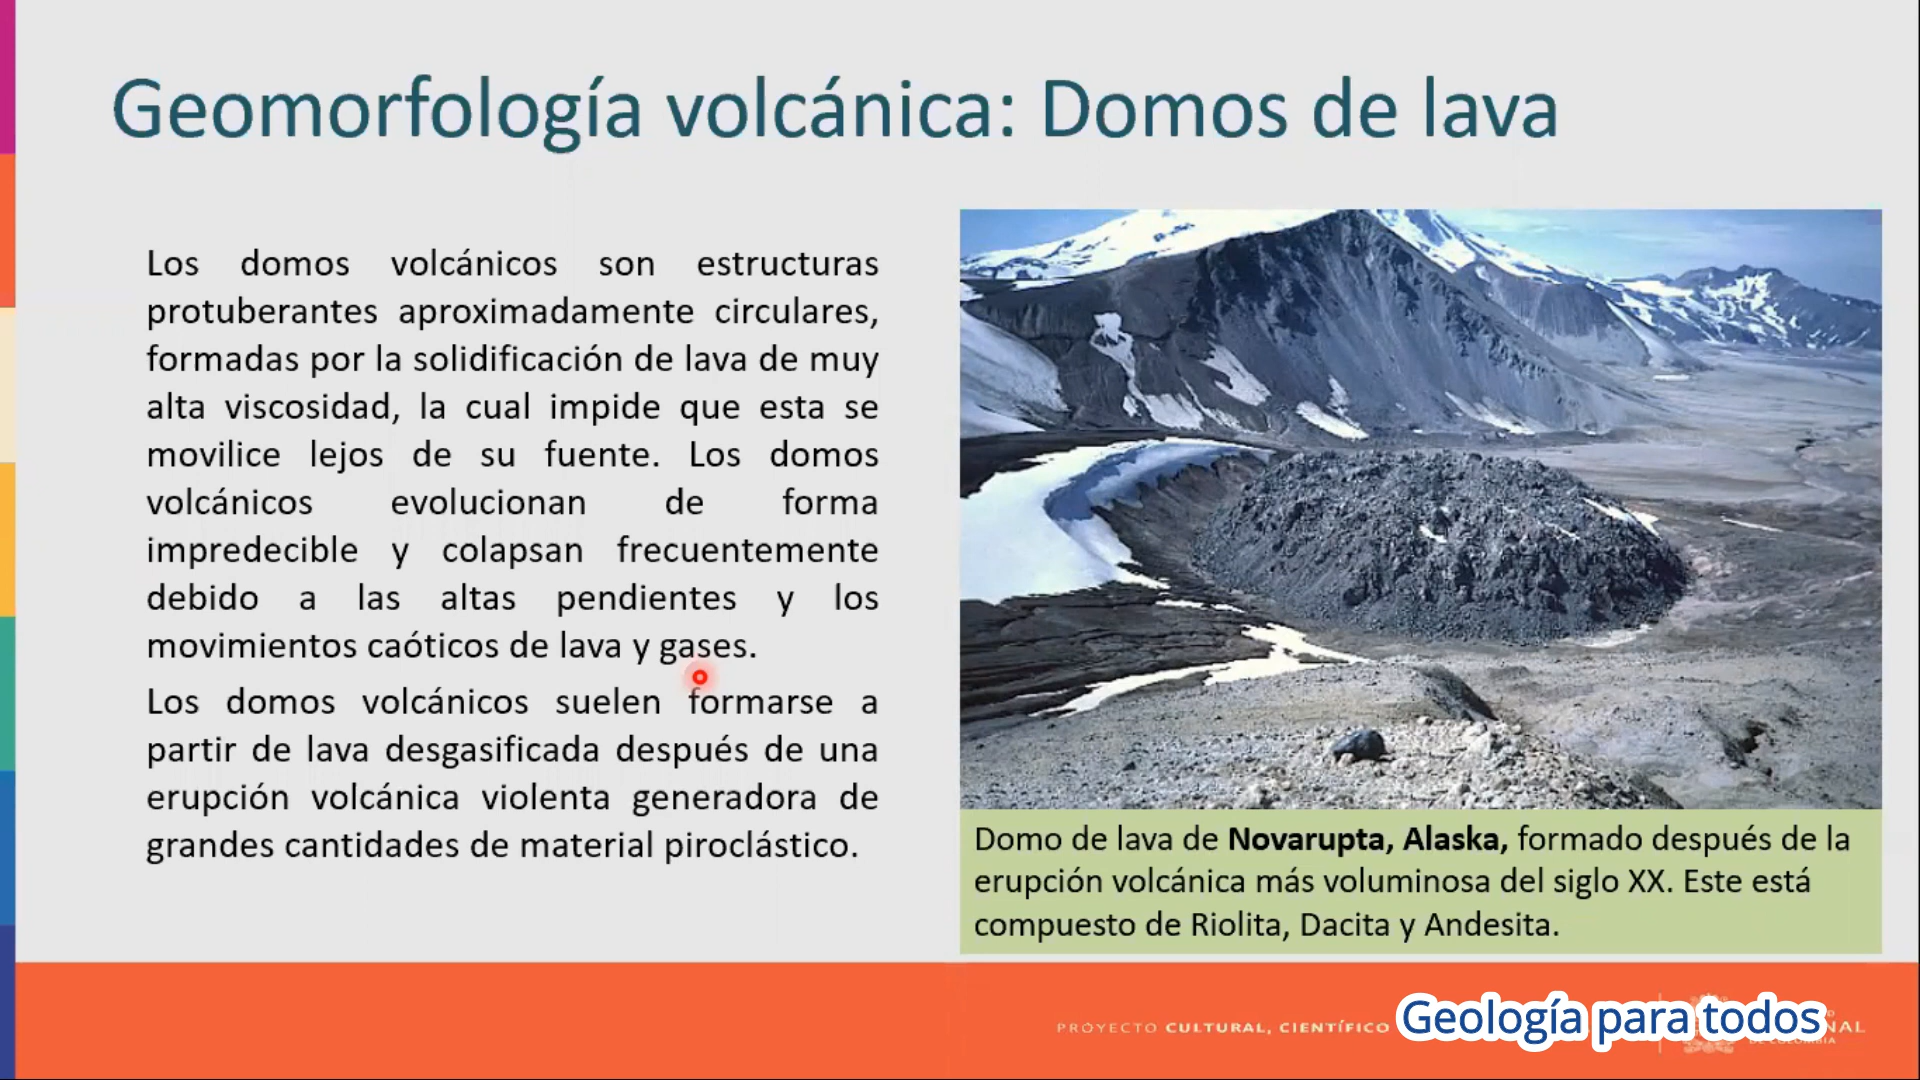 Geomorfología volcánica: Domos de lava
Los domos volcánicos son estructuras
protuberantes aproximadamente circulares,
formadas por la solidificación de lava de muy
alta viscosidad, la cual impide que esta se
movilice lejos de su fuente. Los domos
volcánicos evolucionan de forma
impredecible y colapsan frecuentemente
debido a las altas pendientes y los
movimientos caóticos de lava y gases.
Los domos volcánicos suelen formarse a
partir de lava desgasificada después de una
erupción volcánica violenta generadora de
grandes cantidades de material piroclástico.
Domo de lava de Novarupta, Alaska, formado después de la
erupción volcánica más voluminosa del siglo XX. Este está
compuesto de Riolita, Dacita y Andesita.
PROYECTO CULTURAL, CIENTÍFICO
Geología para todos
DE COLOMBIA